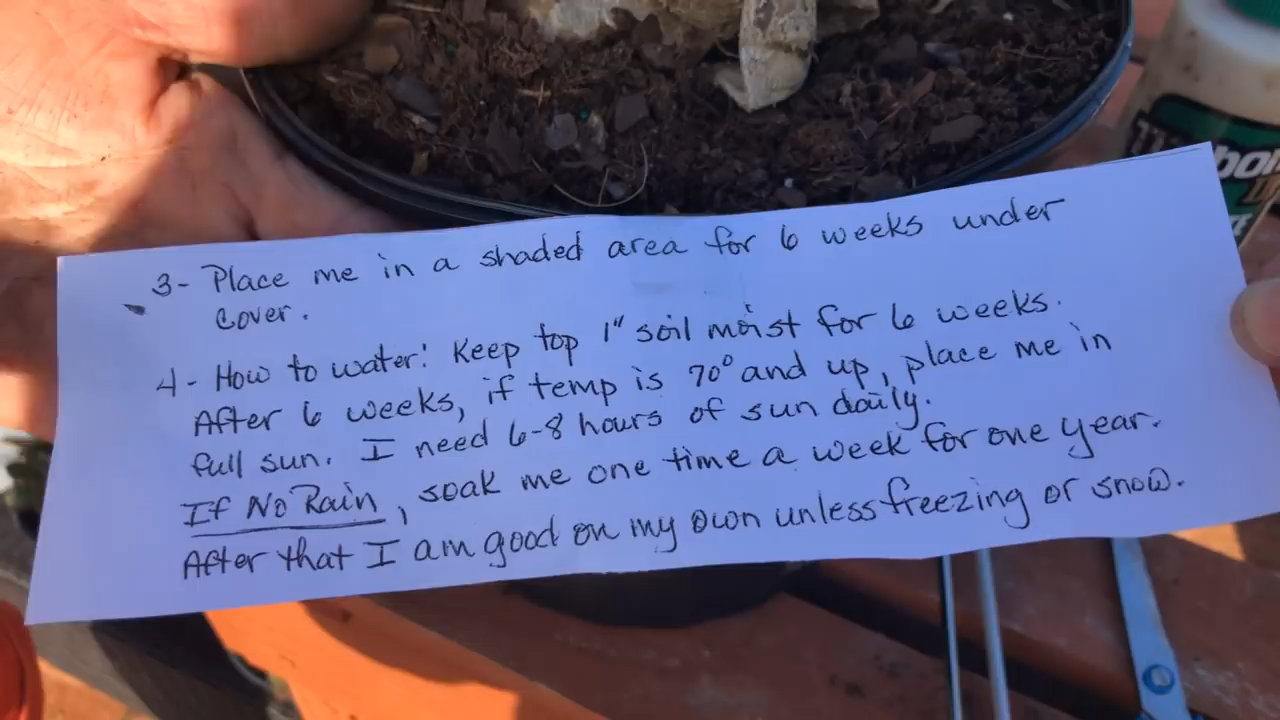 3- Place me in a shaded area for 6 weeks under
cover.
4- How to water: Keep top 1" soil moist for 6 weeks.
After 6 weeks, if temp is 70° and up, place me in
full sun. I need 6-8 hours of sun daily.
If No Rain, soak me one time a week for one year.
After that I am good on my own unless freezing or snow.